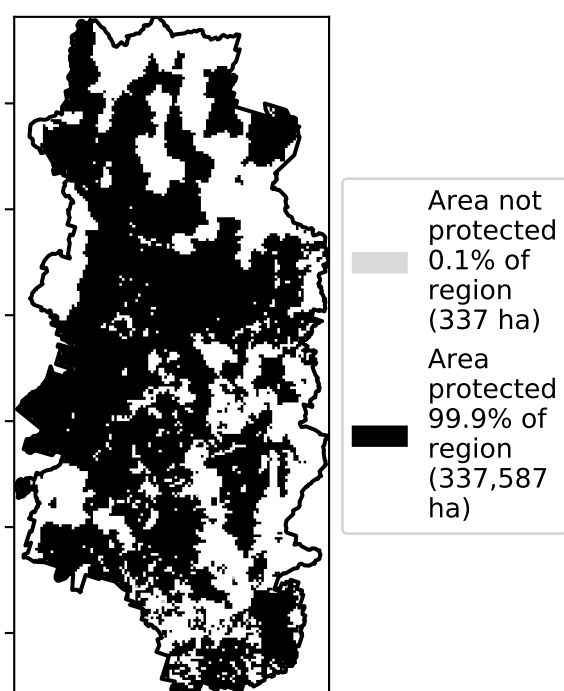 Area not
protected
0.1% of
region
(337 ha)
Area
protected
99.9% of
region
(337,587
ha)